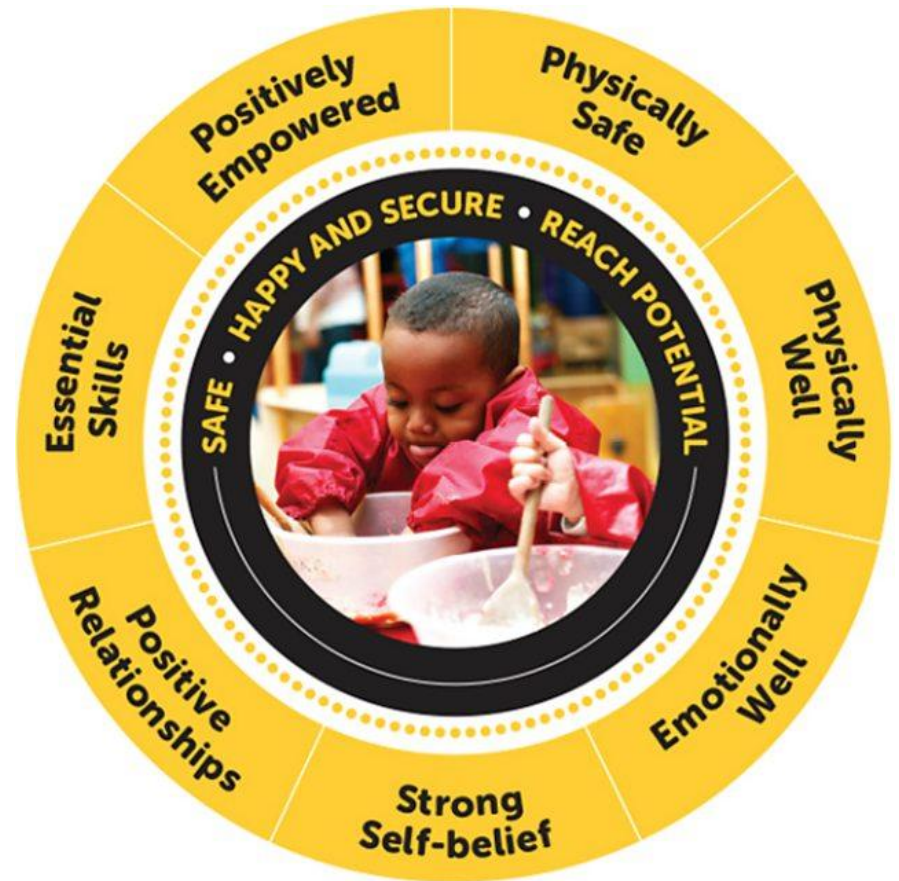 Physically
Safe
Physically
Well
Emotionally
Well
Strong
Self-belief
Positive
Relationships
Essential
Skills
Positively
Empowered
SAFE • HAPPY AND SECURE • REACH POTENTIAL